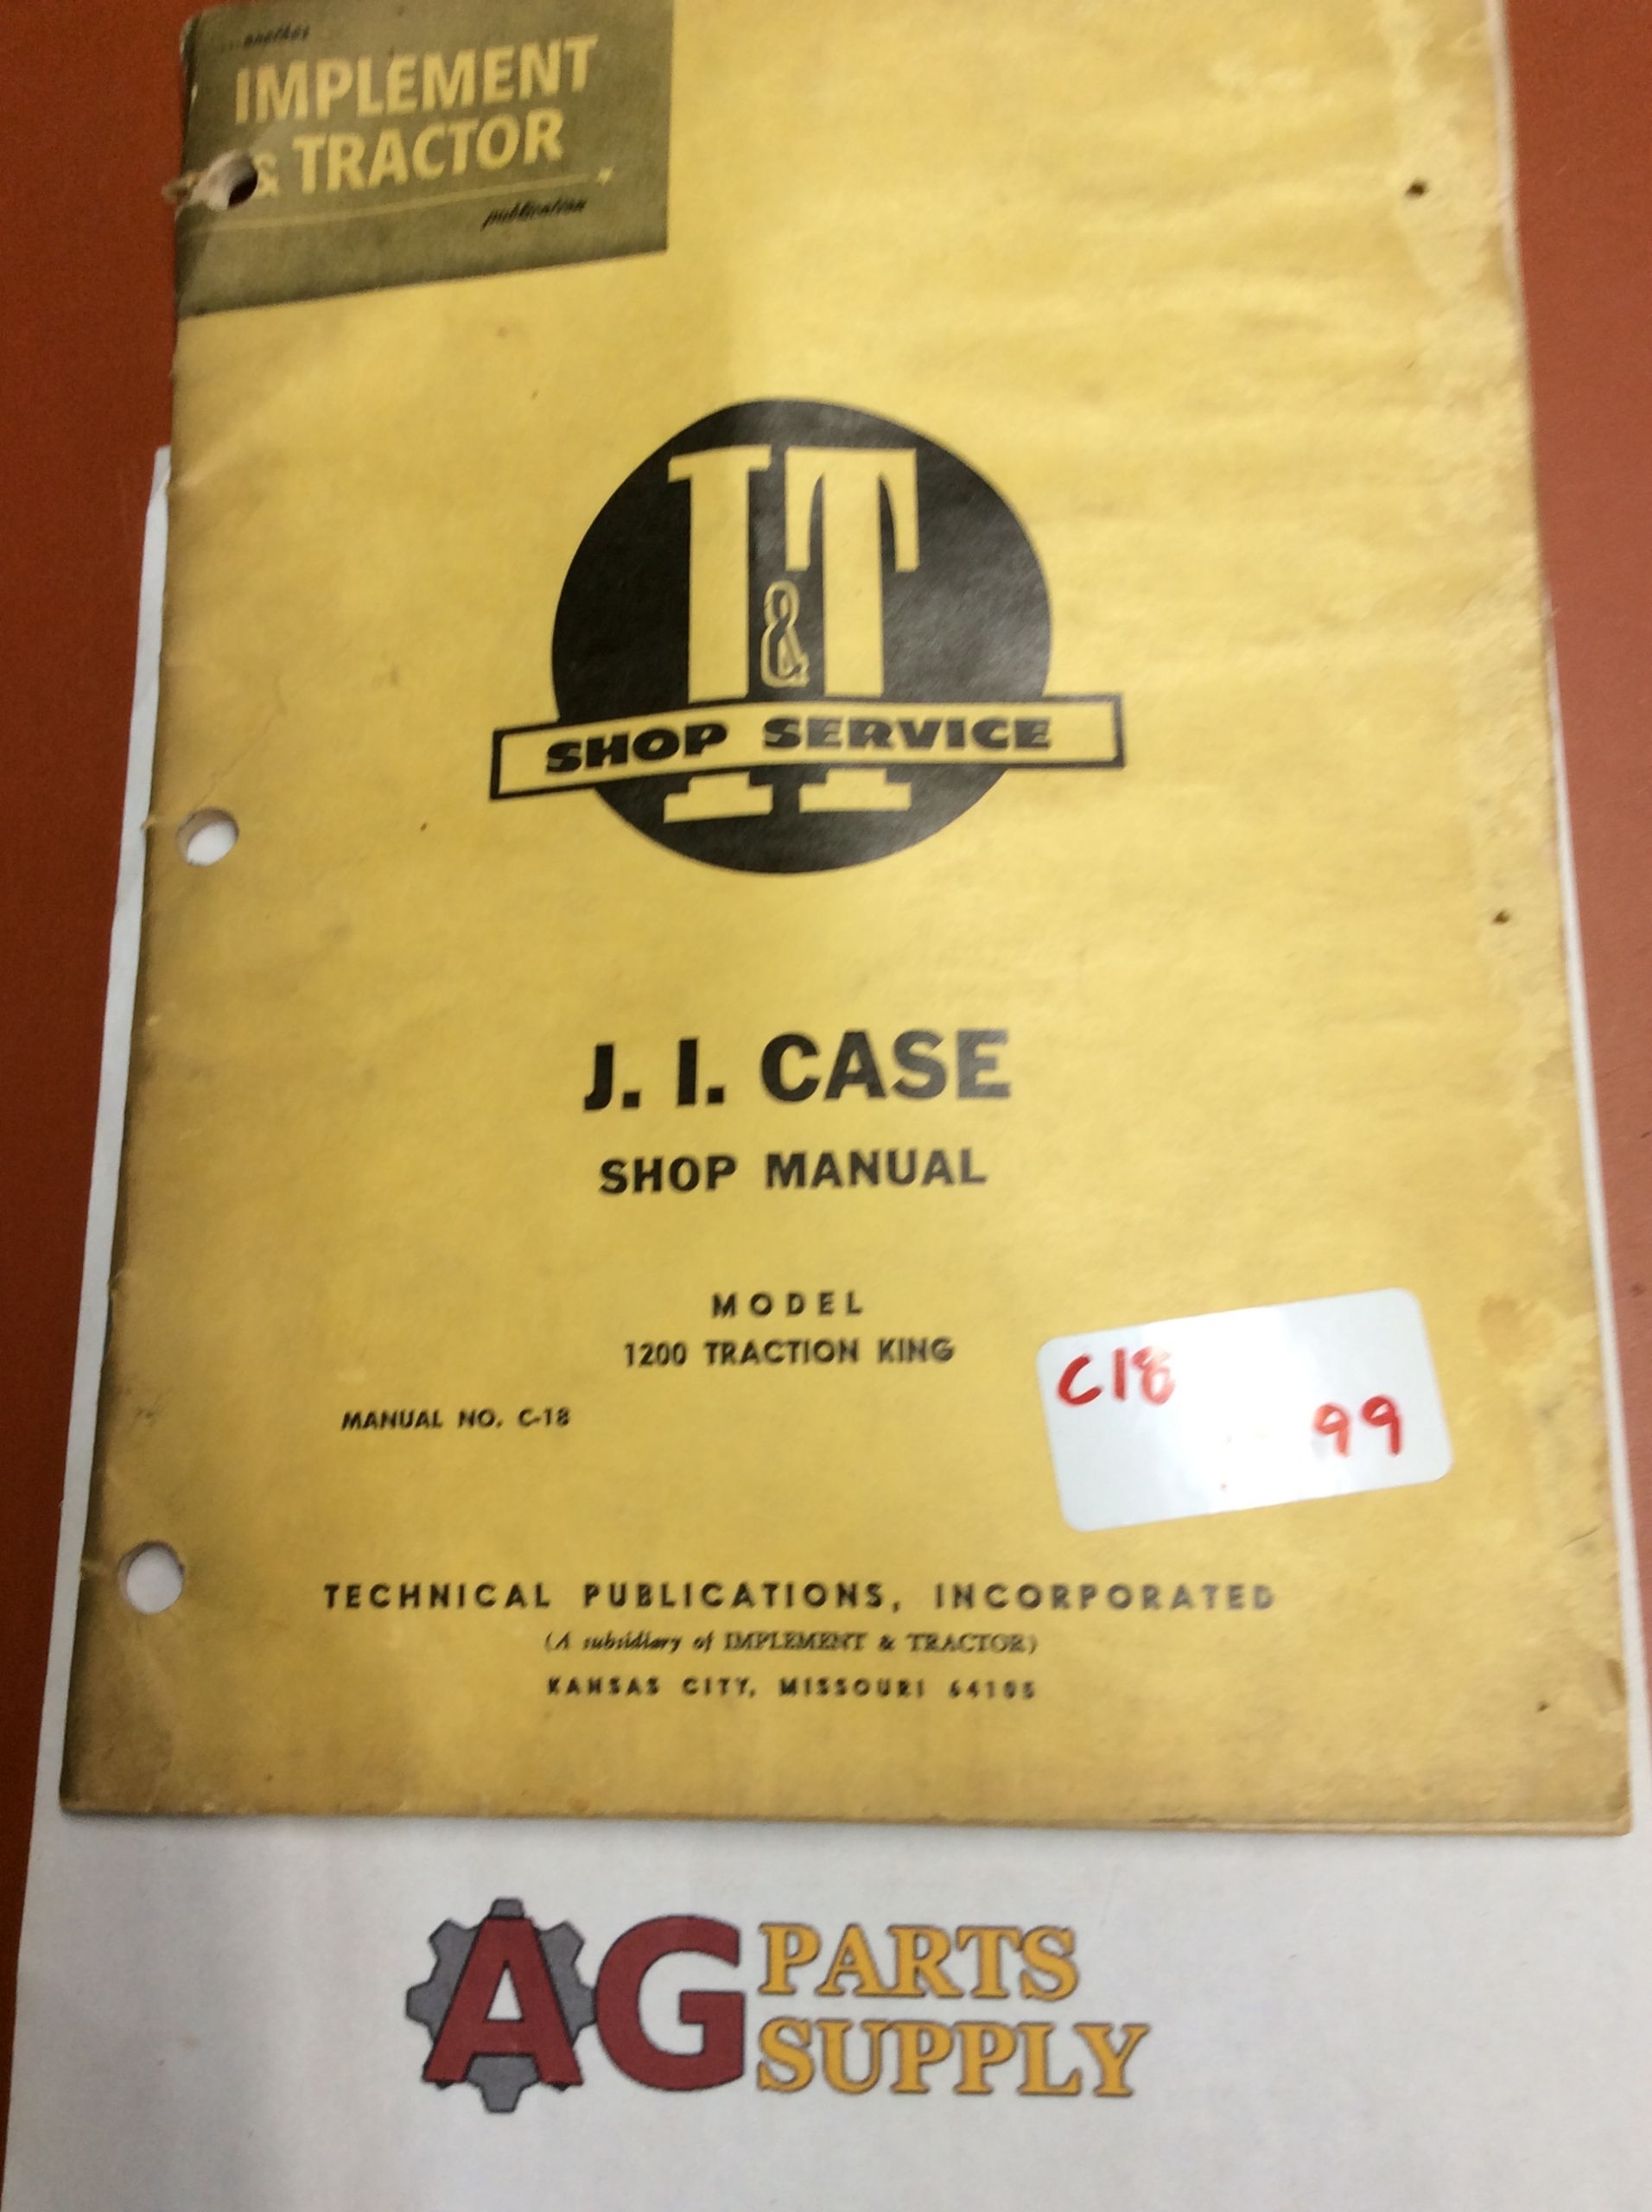 ...another
IMPLEMENT
& TRACTOR
publication
I&T
SHOP SERVICE
J. I. CASE
SHOP MANUAL
MODEL
1200 TRACTION KING
MANUAL NO. C-18
C18
99
TECHNICAL PUBLICATIONS, INCORPORATED
(A subsidiary of IMPLEMENT & TRACTOR)
KANSAS CITY, MISSOURI 64105
AG PARTS
SUPPLY